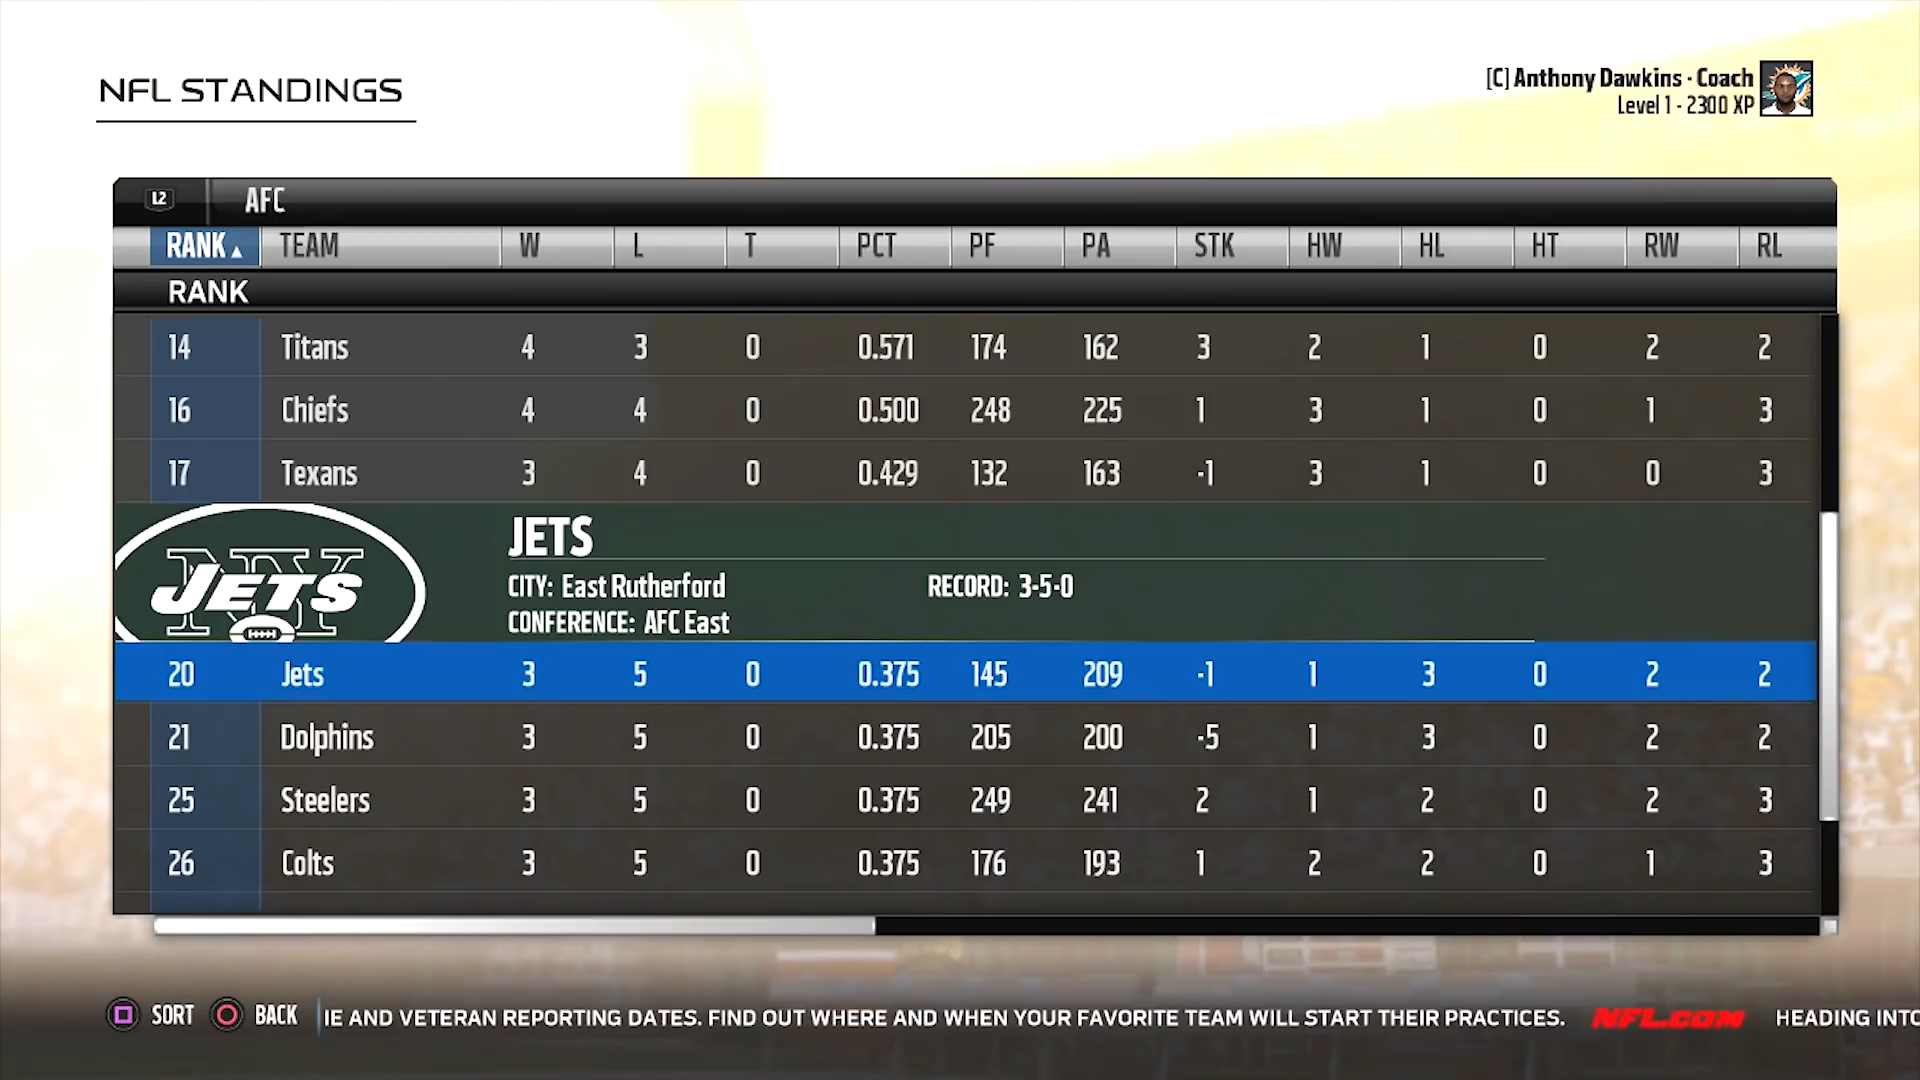 NFL STANDINGS
[C] Anthony Dawkins - Coach
Level 1 - 2300 XP
L2 AFC
RANK TEAM W L T PCT PF PA STK HW HL HT RW RL
RANK
14 Titans 4 3 0 0.571 174 162 3 2 1 0 2 2
16 Chiefs 4 4 0 0.500 248 225 1 3 1 0 1 3
17 Texans 3 4 0 0.429 132 163 -1 3 1 0 0 3
NY JETS
JETS
CITY: East Rutherford RECORD: 3-5-0
CONFERENCE: AFC East
20 Jets 3 5 0 0.375 145 209 -1 1 3 0 2 2
21 Dolphins 3 5 0 0.375 205 200 -5 1 3 0 2 2
25 Steelers 3 5 0 0.375 249 241 2 1 2 0 2 3
26 Colts 3 5 0 0.375 176 193 1 2 2 0 1 3
SORT BACK IE AND VETERAN REPORTING DATES. FIND OUT WHERE AND WHEN YOUR FAVORITE TEAM WILL START THEIR PRACTICES. NFL.COM HEADING INTO